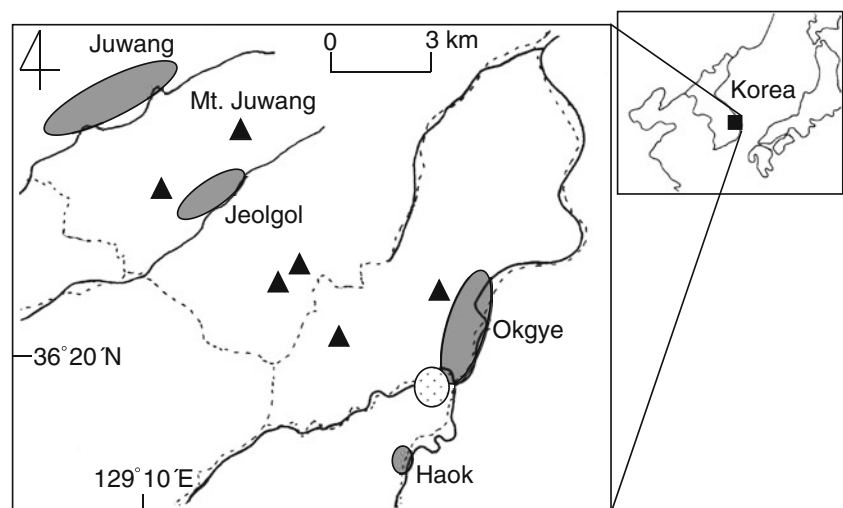 Juwang
0 3 km
Korea
Mt. Juwang
Jeolgol
Okgye
36°20´N
129°10´E
Haok